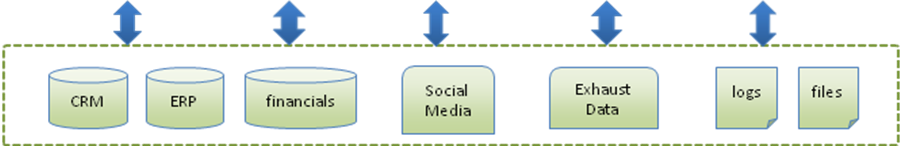 CRM
ERP
financials
Social
Media
Exhaust
Data
logs
files